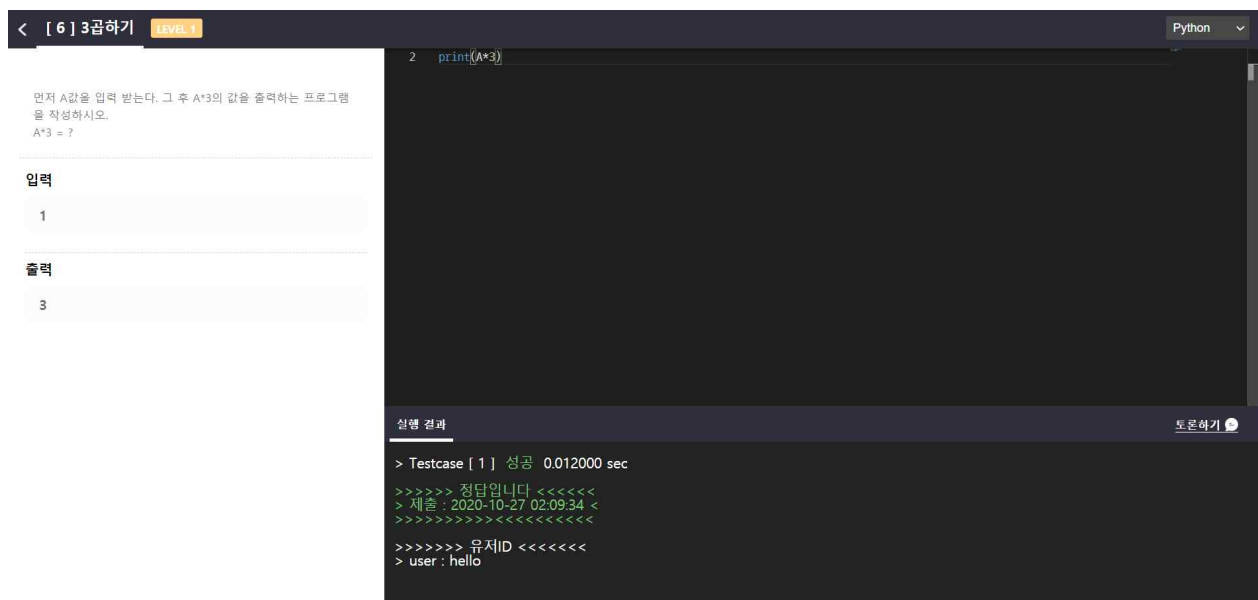 [ 6 ] 3곱하기 LEVEL 1
Python
먼저 A값을 입력 받는다. 그 후 A*3의 값을 출력하는 프로그램
을 작성하시오.
A*3 = ?
입력
1
출력
3
2 print(A*3)
실행 결과
토론하기
> Testcase [ 1 ] 성공 0.012000 sec
>>>>>> 정답입니다 <<<<<<
> 제출 : 2020-10-27 02:09:34 <
>>>>>>>>>><<<<<<<<<<
>>>>>>> 유저ID <<<<<<<
> user : hello